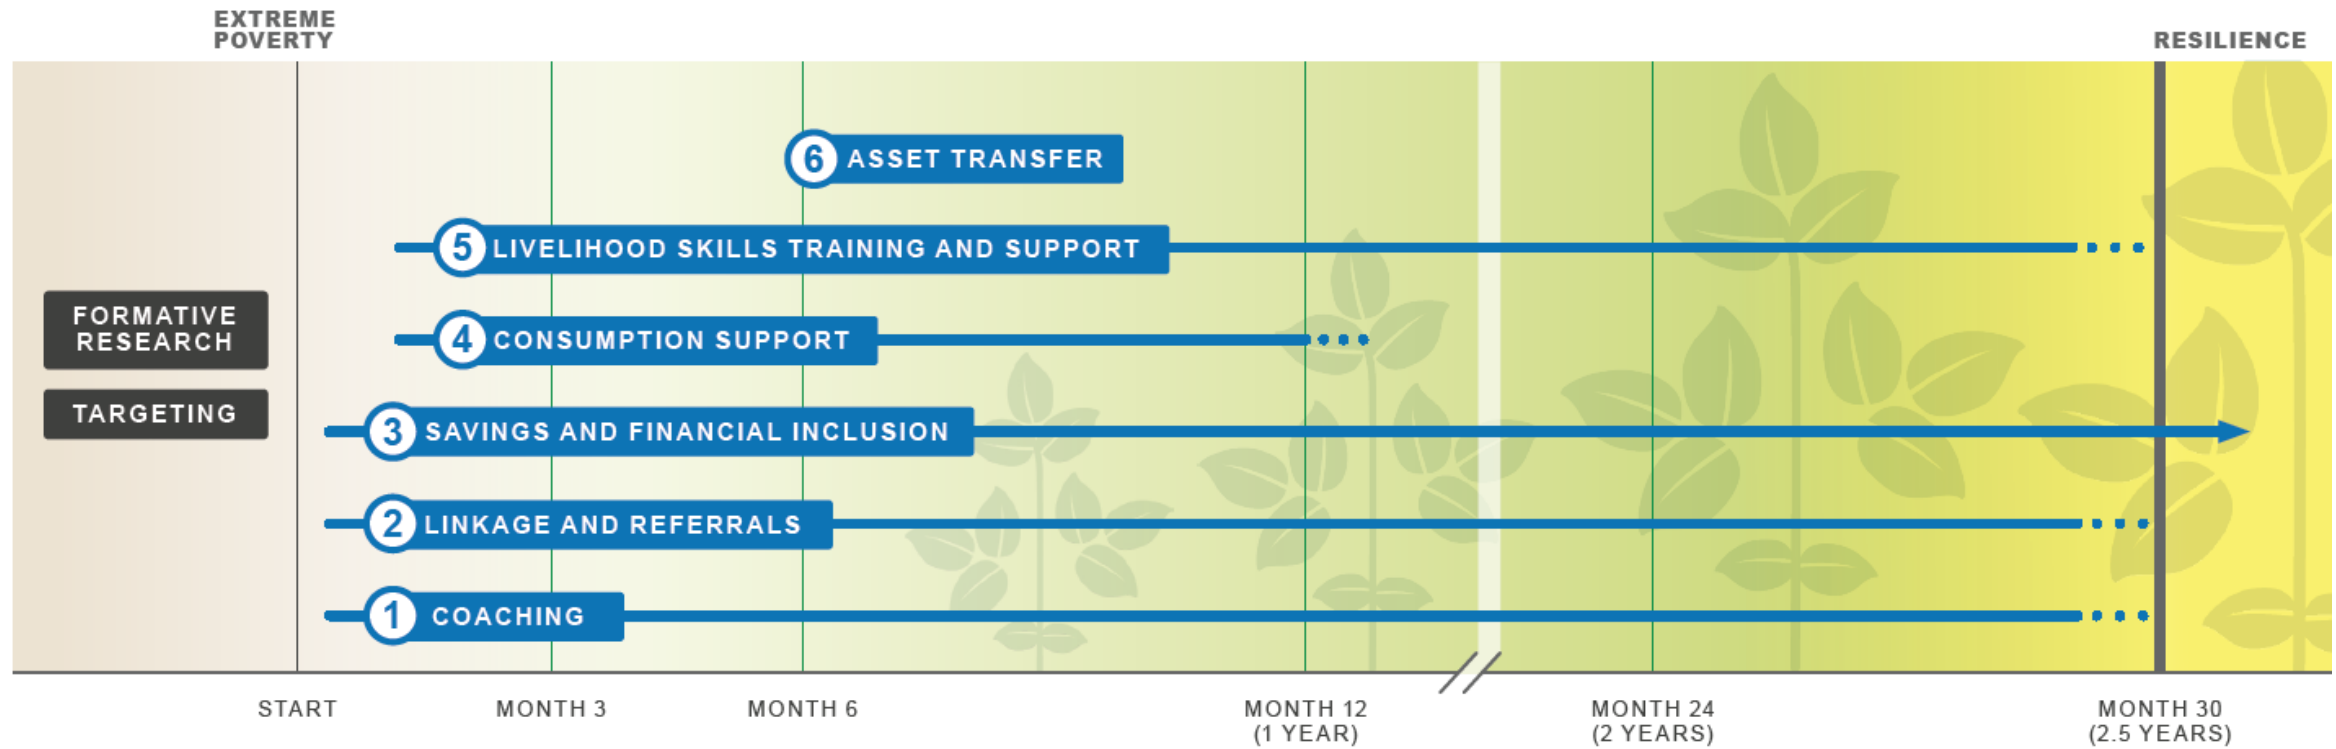 EXTREME
POVERTY
RESILIENCE
6 ASSET TRANSFER
5 LIVELIHOOD SKILLS TRAINING AND SUPPORT
4 CONSUMPTION SUPPORT
FORMATIVE
RESEARCH
TARGETING
3 SAVINGS AND FINANCIAL INCLUSION
2 LINKAGE AND REFERRALS
1 COACHING
START
MONTH 3
MONTH 6
MONTH 12
(1 YEAR)
MONTH 24
(2 YEARS)
MONTH 30
(2.5 YEARS)